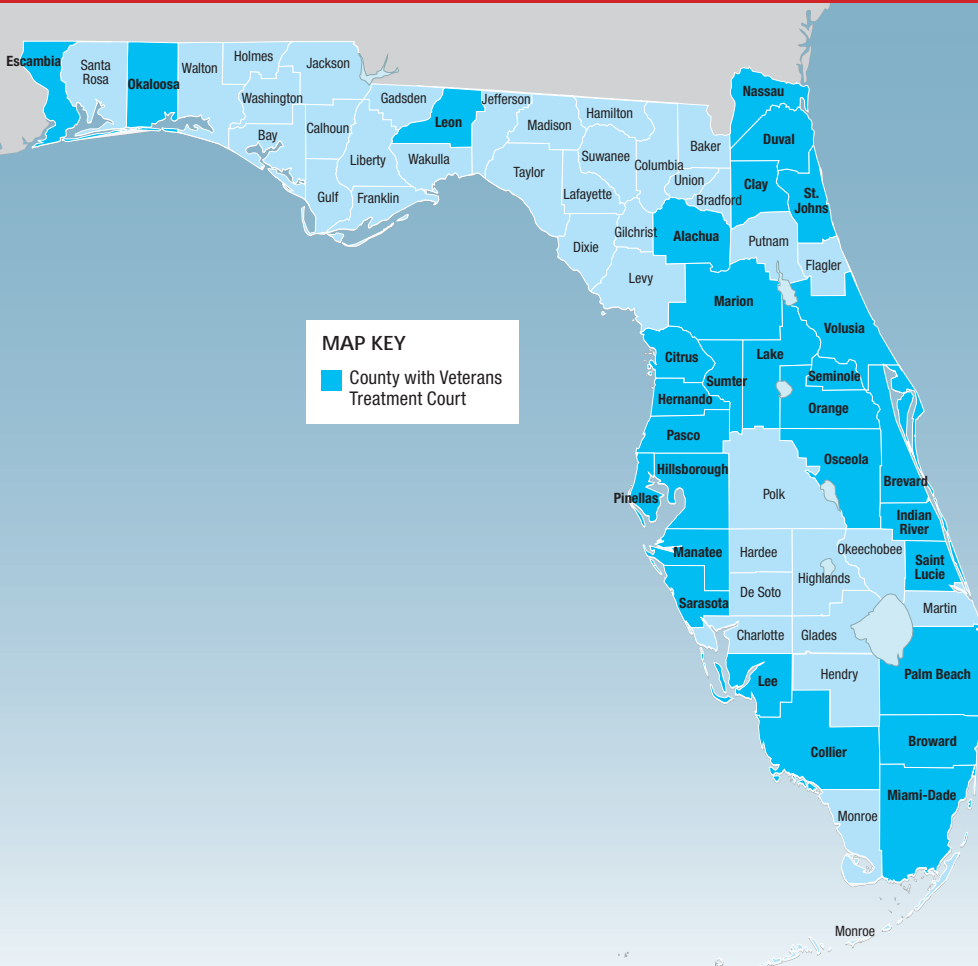 Escambia
Santa
Rosa
Okaloosa
Walton
Holmes
Washington
Bay
Jackson
Calhoun
Gulf
Gadsden
Liberty
Franklin
Leon
Wakulla
Jefferson
Madison
Taylor
Hamilton
Suwanee
Lafayette
Dixie
Columbia
Gilchrist
Levy
Baker
Union
Bradford
Nassau
Duval
Clay
St.
Johns
Alachua
Putnam
Flagler
Marion
Volusia
Citrus
Sumter
Lake
Seminole
Hernando
Orange
Pasco
Osceola
Hillsborough
Pinellas
Polk
Brevard
Indian
River
Manatee
Hardee
Okeechobee
Highlands
Saint
Lucie
Sarasota
De Soto
Martin
Charlotte
Glades
Lee
Hendry
Palm Beach
Collier
Broward
Miami-Dade
Monroe
Monroe
MAP KEY
County with Veterans
Treatment Court